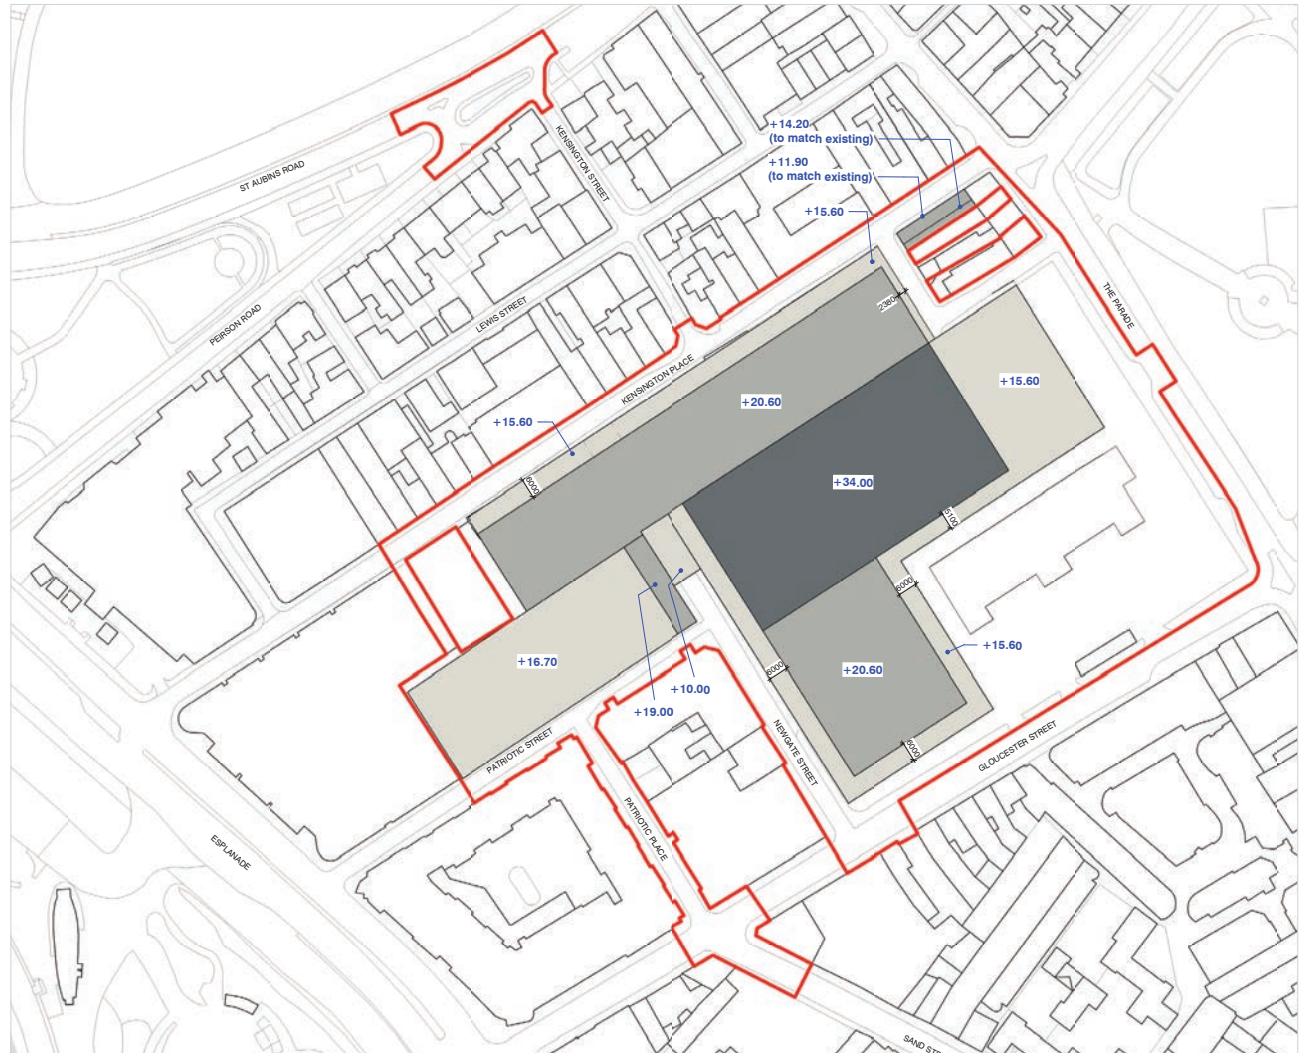 KENSINGTON STREET
ST AUBINS ROAD
+14.20
(to match existing)
+11.90
(to match existing)
+15.60
2380
THE PARADE
PEIRSON ROAD
LEWIS STREET
KENSINGTON PLACE
+15.60
+20.60
+15.60
6000
+34.00
5100
6000
+15.60
+16.70
6000
+20.60
+10.00
+19.00
NEWGATE STREET
6000
GLOUCESTER STREET
PATRIOTIC STREET
PATRIOTIC PLACE
ESPLANADE
SAND